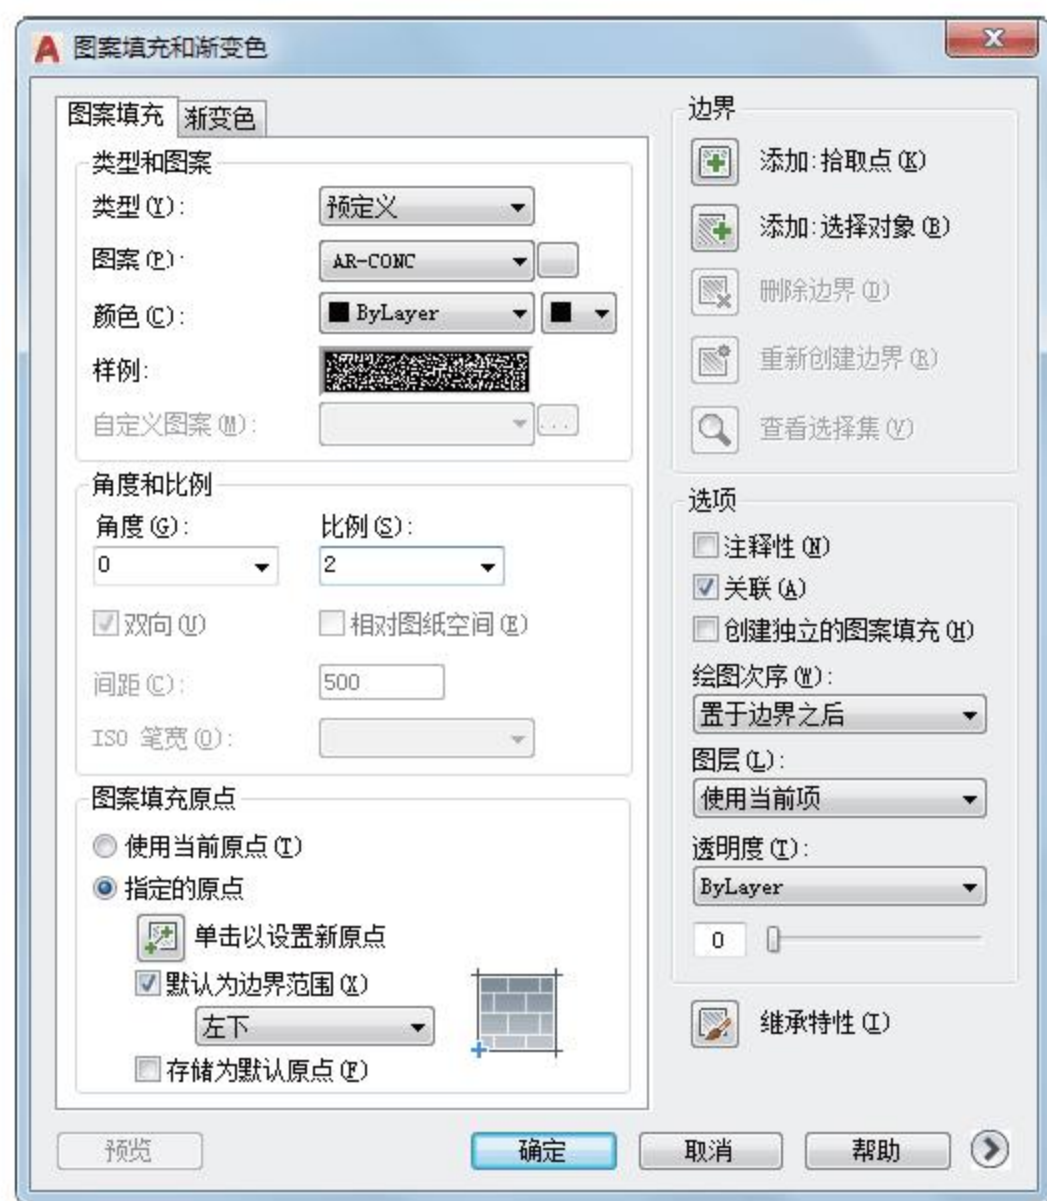 图案填充和渐变色
图案填充 渐变色
类型和图案
类型(Y): 预定义
图案(P): AR-CONC
颜色(C): ByLayer
样例:
自定义图案(M): ...
角度和比例
角度(G): 比例(S):
0 2
双向(U) 相对图纸空间(E)
间距(C): 500
ISO 笔宽(O):
图案填充原点
使用当前原点(T)
指定的原点
单击以设置新原点
默认为边界范围(X)
左下
存储为默认原点(F)
边界
添加:拾取点(K)
添加:选择对象(B)
删除边界(D)
重新创建边界(R)
查看选择集(V)
选项
注释性(N)
关联(A)
创建独立的图案填充(H)
绘图次序(W):
置于边界之后
图层(L):
使用当前项
透明度(T):
ByLayer
0
继承特性(I)
预览 确定 取消 帮助